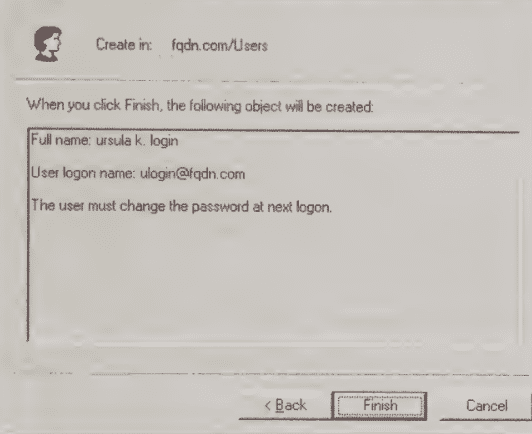 Create in: fqdn.com/Users
When you click Finish, the following object will be created:
Full name: ursula k. login
User logon name: ulogin@fqdn.com
The user must change the password at next logon.
< Back Finish Cancel